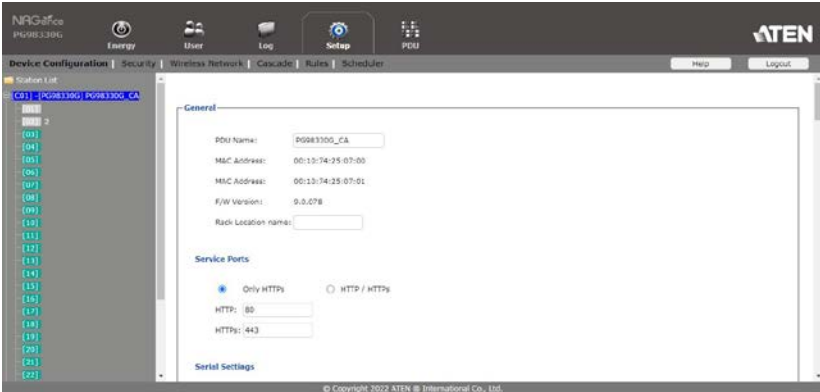 NRGence
PG98330G
Energy
User
Log
Setup
PDU
ATEN
Device Configuration | Security | Wireless Network | Cascade | Rules | Scheduler
Help
Logout
Station List
C01] -[PG98330G] PG98330G_CA
[01]
[02] 2
[03]
[04]
[05]
[06]
[07]
[08]
[09]
[10]
[11]
[12]
[13]
[14]
[15]
[16]
[17]
[18]
[19]
[20]
[21]
[22]
General
PDU Name: PG98330G_CA
MAC Address: 00:10:74:25:07:00
MAC Address: 00:10:74:25:07:01
F/W Version: 0.0.078
Rack Location name:
Service Ports
Only HTTPs
HTTP / HTTPs
HTTP: 80
HTTPs: 443
Serial Settings
© Copyright 2022 ATEN ® International Co., Ltd.